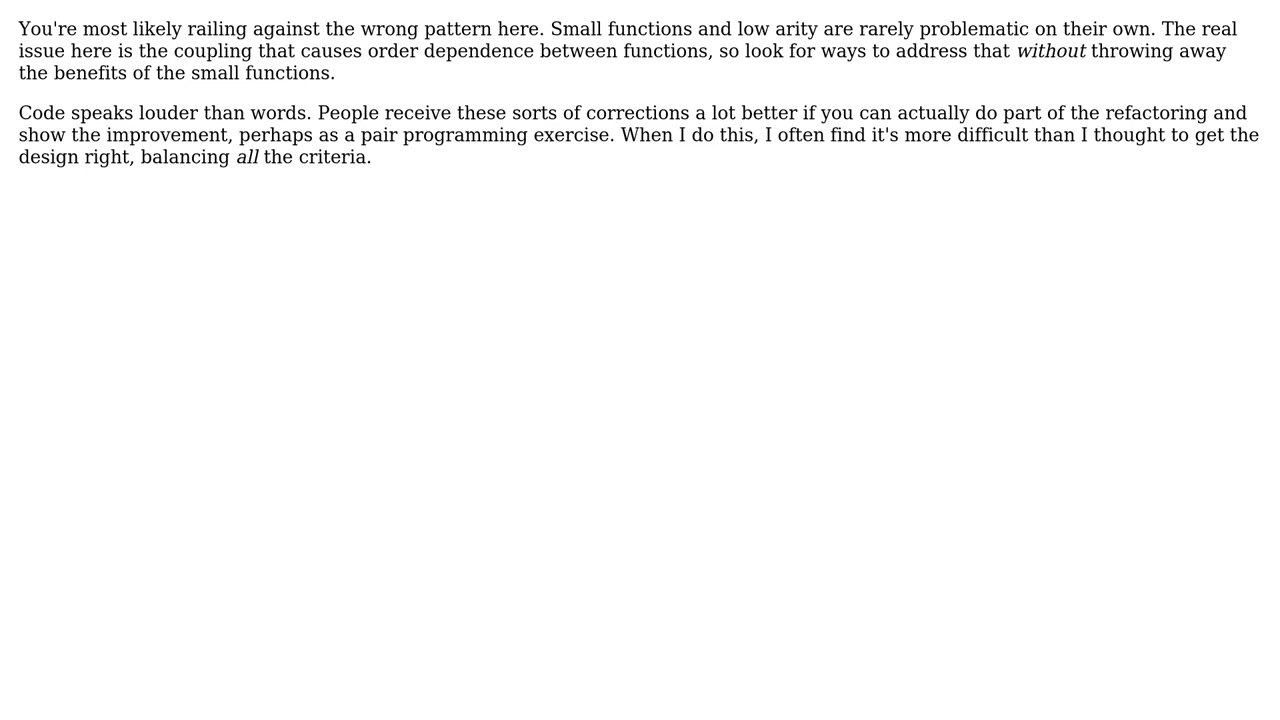 You're most likely railing against the wrong pattern here. Small functions and low arity are rarely problematic on their own. The real
issue here is the coupling that causes order dependence between functions, so look for ways to address that without throwing away
the benefits of the small functions.
Code speaks louder than words. People receive these sorts of corrections a lot better if you can actually do part of the refactoring and
show the improvement, perhaps as a pair programming exercise. When I do this, I often find it's more difficult than I thought to get the
design right, balancing all the criteria.